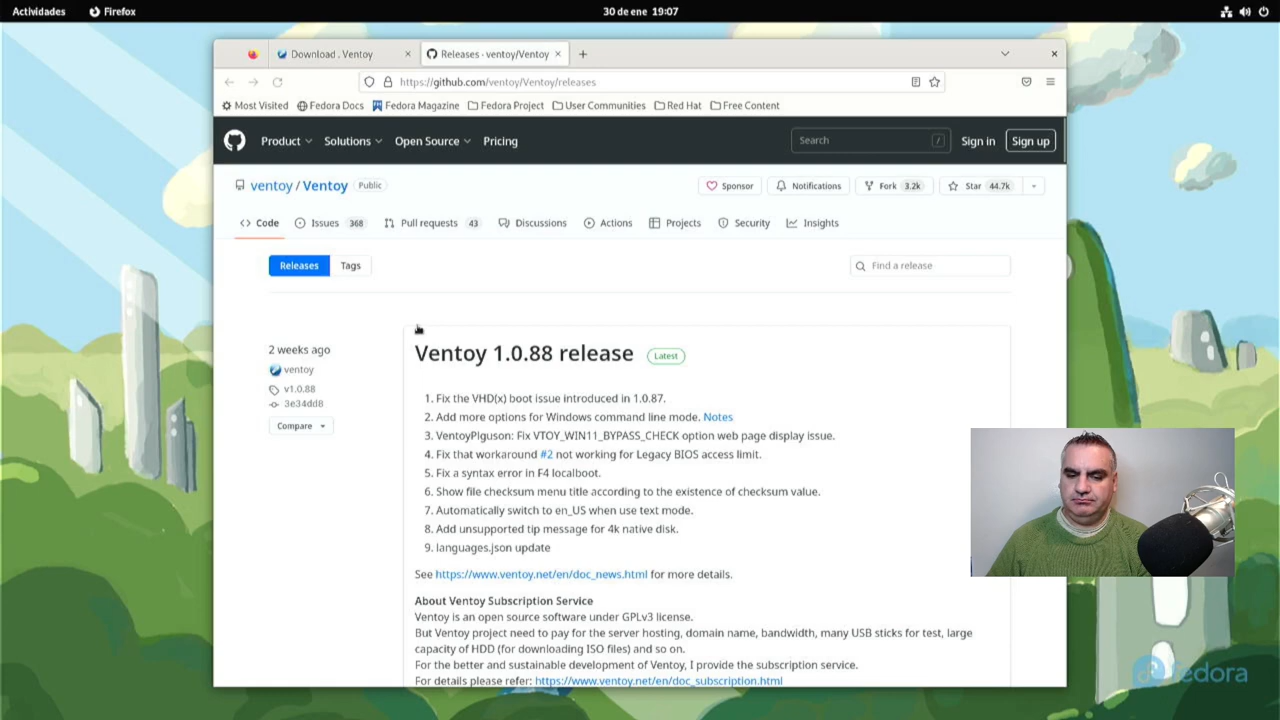 Actividades
Firefox
30 de ene 19:07
Download . Ventoy
Releases · ventoy/Ventoy
https://github.com/ventoy/Ventoy/releases
Most Visited
Fedora Docs
Fedora Magazine
Fedora Project
User Communities
Red Hat
Free Content
Product
Solutions
Open Source
Pricing
Search
/
Sign in
Sign up
ventoy / Ventoy
Public
Sponsor
Notifications
Fork 3.2k
Star 44.7k
Code
Issues 368
Pull requests 43
Discussions
Actions
Projects
Security
Insights
Releases
Tags
Find a release
2 weeks ago
ventoy
v1.0.88
3e34dd8
Compare
Ventoy 1.0.88 release
Latest
1. Fix the VHD(x) boot issue introduced in 1.0.87.
2. Add more options for Windows command line mode. Notes
3. VentoyPlguson: Fix VTOY_WIN11_BYPASS_CHECK option web page display issue.
4. Fix that workaround #2 not working for Legacy BIOS access limit.
5. Fix a syntax error in F4 localboot.
6. Show file checksum menu title according to the existence of checksum value.
7. Automatically switch to en_US when use text mode.
8. Add unsupported tip message for 4k native disk.
9. languages.json update
See https://www.ventoy.net/en/doc_news.html for more details.
About Ventoy Subscription Service
Ventoy is an open source software under GPLv3 license.
But Ventoy project need to pay for the server hosting, domain name, bandwidth, many USB sticks for test, large
capacity of HDD (for downloading ISO files) and so on.
For the better and sustainable development of Ventoy, I provide the subscription service.
For details please refer: https://www.ventoy.net/en/doc_subscription.html
fedora